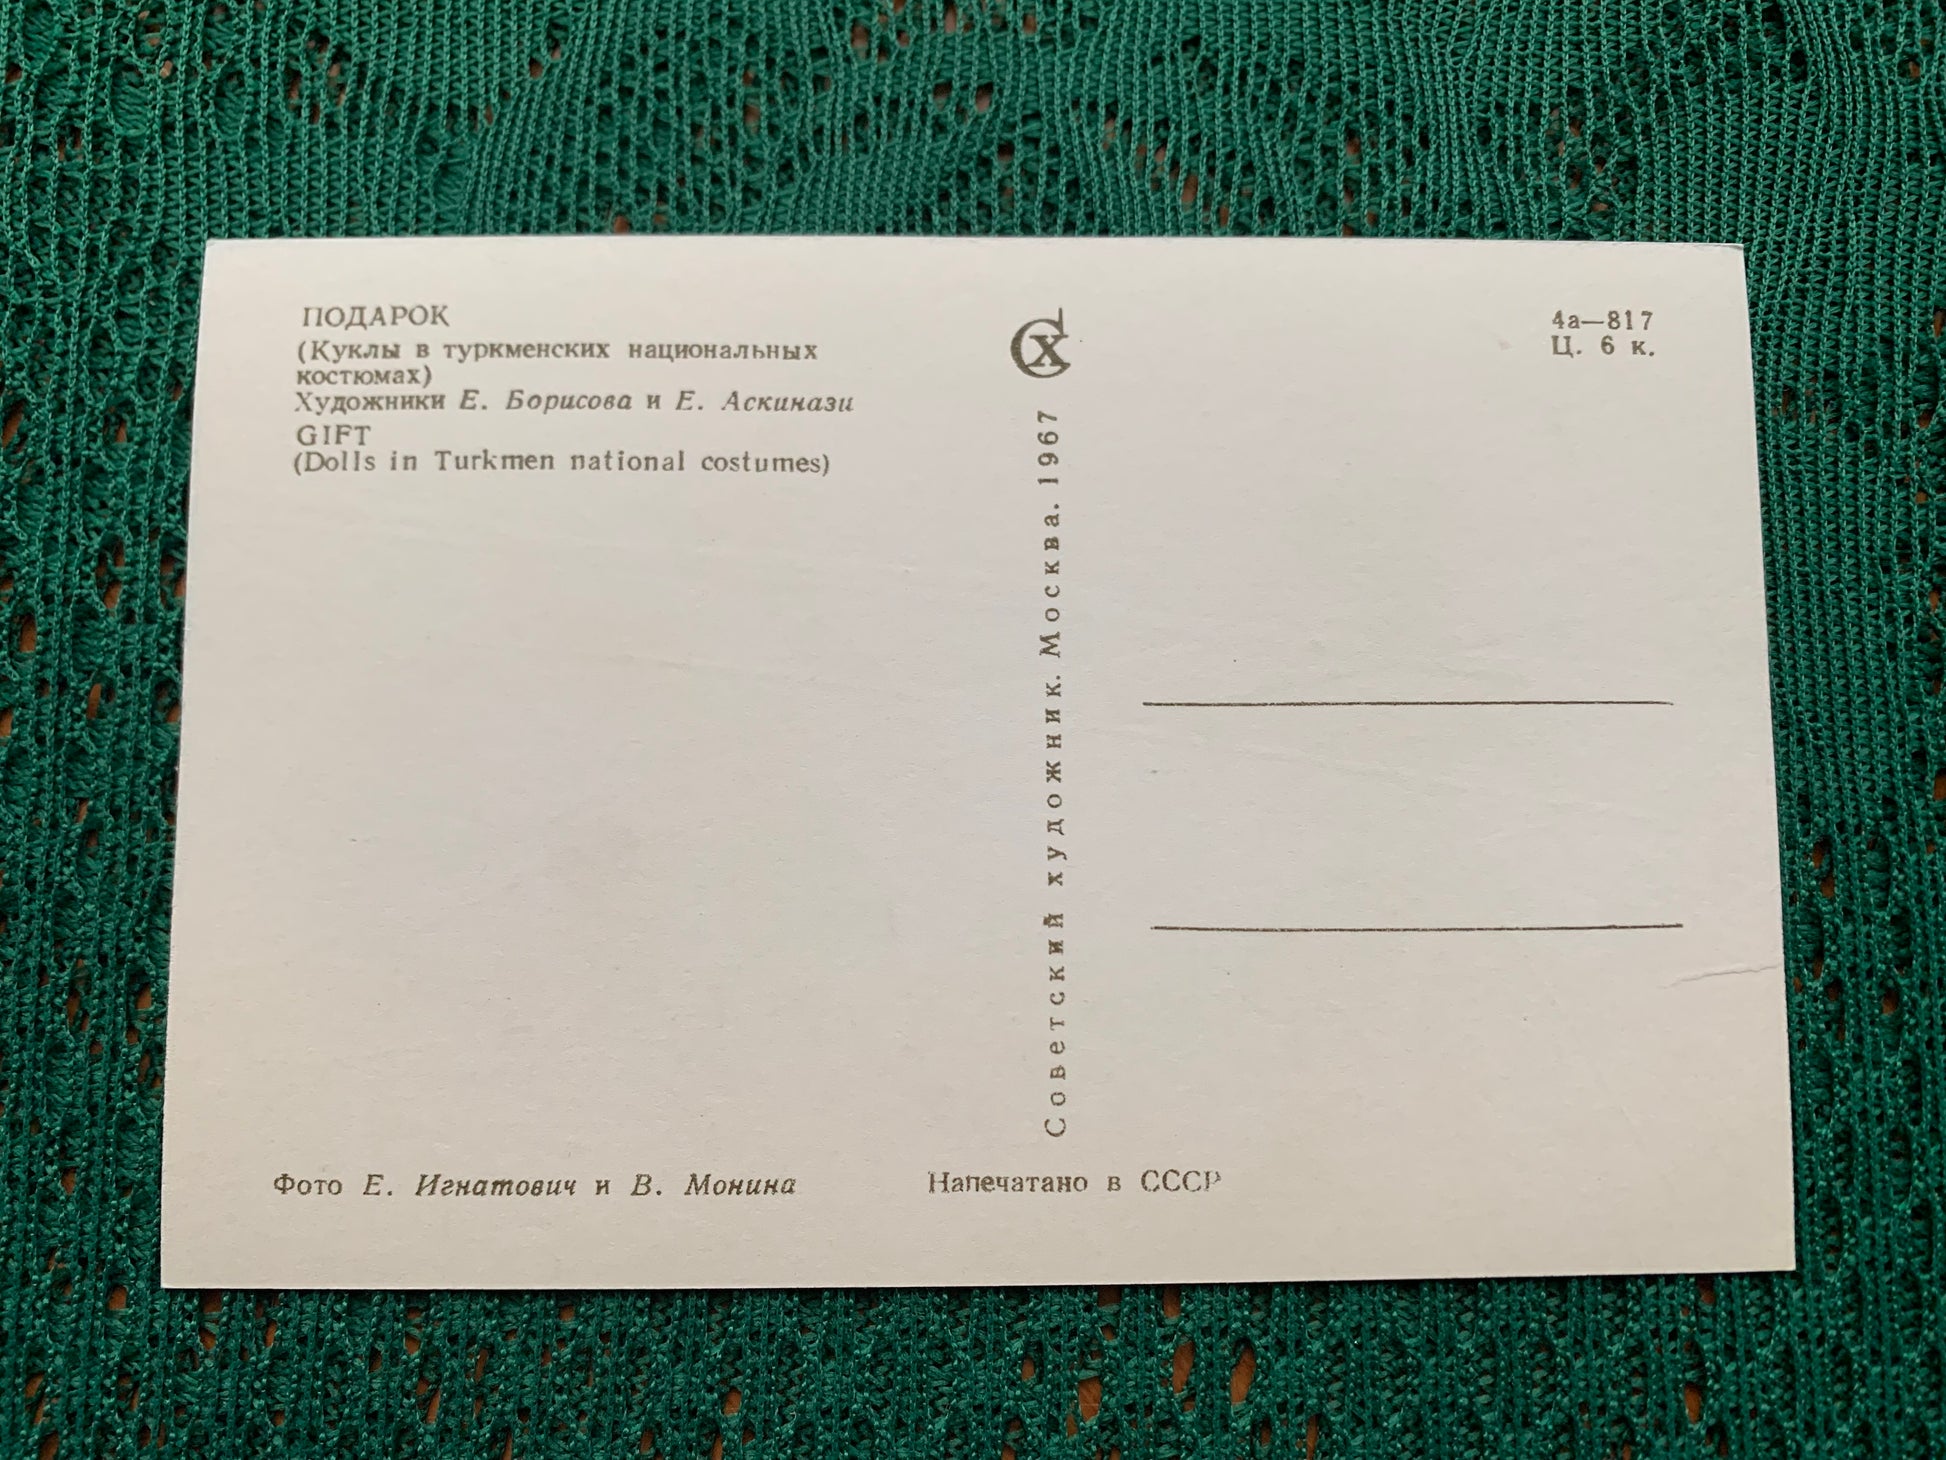 ПОДАРОК
(Куклы в туркменских национальных
костюмах)
Художники Е. Борисова и Е. Аскинази
GIFT
(Dolls in Turkmen national costumes)
СХ
Советский художник. Москва. 1967
4а—817
Ц. 6 к.
Фото Е. Игнатович и В. Монина
Напечатано в СССР